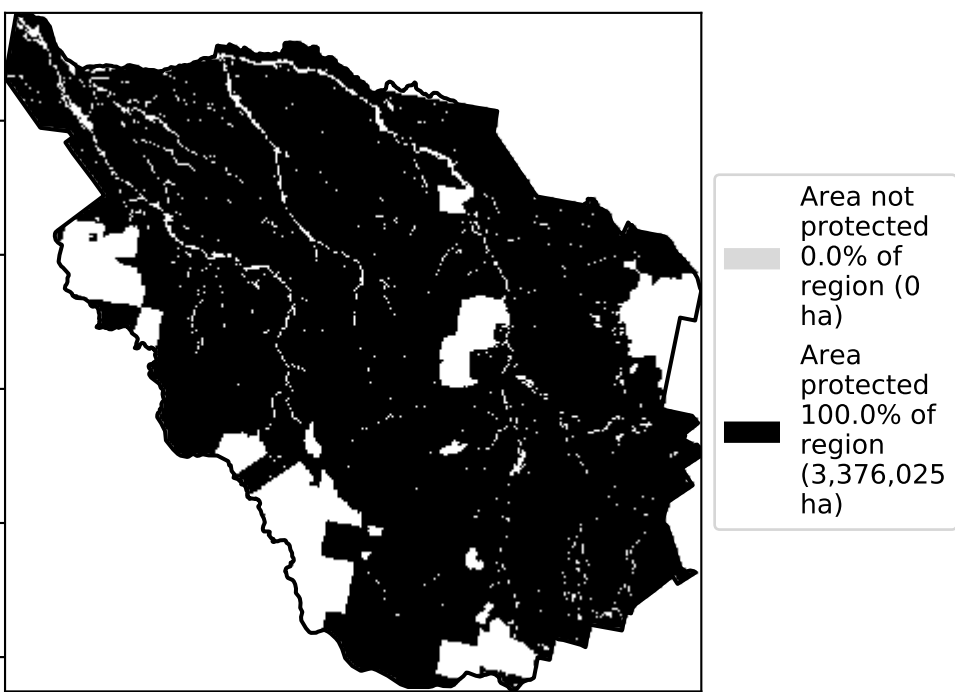 Area not
protected
0.0% of
region (0
ha)
Area
protected
100.0% of
region
(3,376,025
ha)